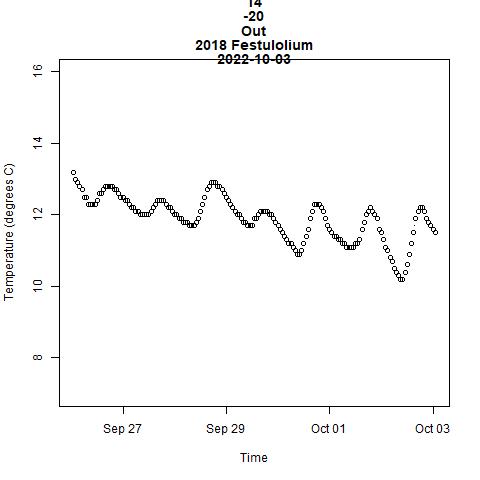 14
-20
Out
2018 Festulolium
2022-10-03
Temperature (degrees C)
16
14
12
10
8
Sep 27
Sep 29
Oct 01
Oct 03
Time